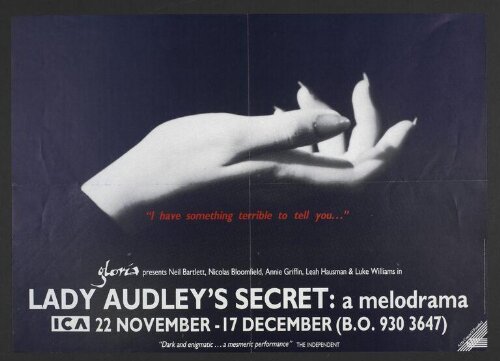 "I have something terrible to tell you..."
gloria presents Neil Bartlett, Nicolas Bloomfield, Annie Griffin, Leah Hausman & Luke Williams in
LADY AUDLEY'S SECRET: a melodrama
ICA 22 NOVEMBER - 17 DECEMBER (B.O. 930 3647)
"Dark and enigmatic ... a mesmeric performance" THE INDEPENDENT